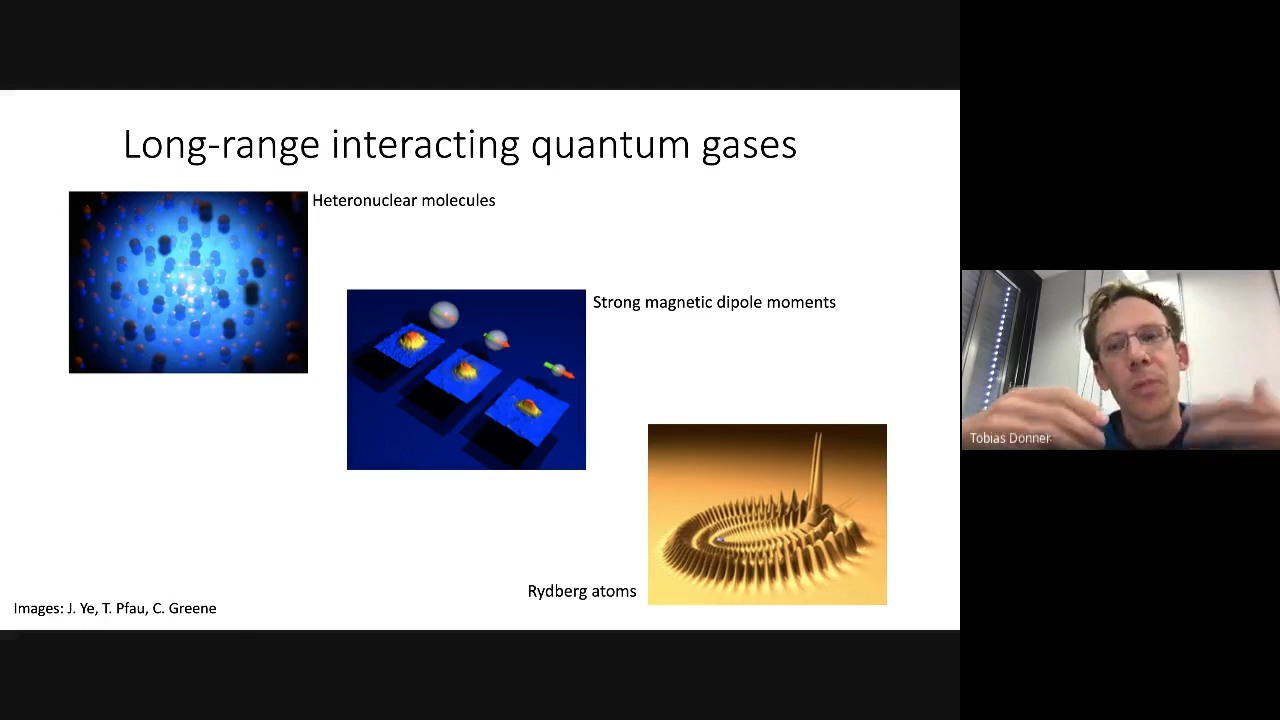 Long-range interacting quantum gases
Heteronuclear molecules
Strong magnetic dipole moments
Rydberg atoms
Images: J. Ye, T. Pfau, C. Greene
Tobias Donner